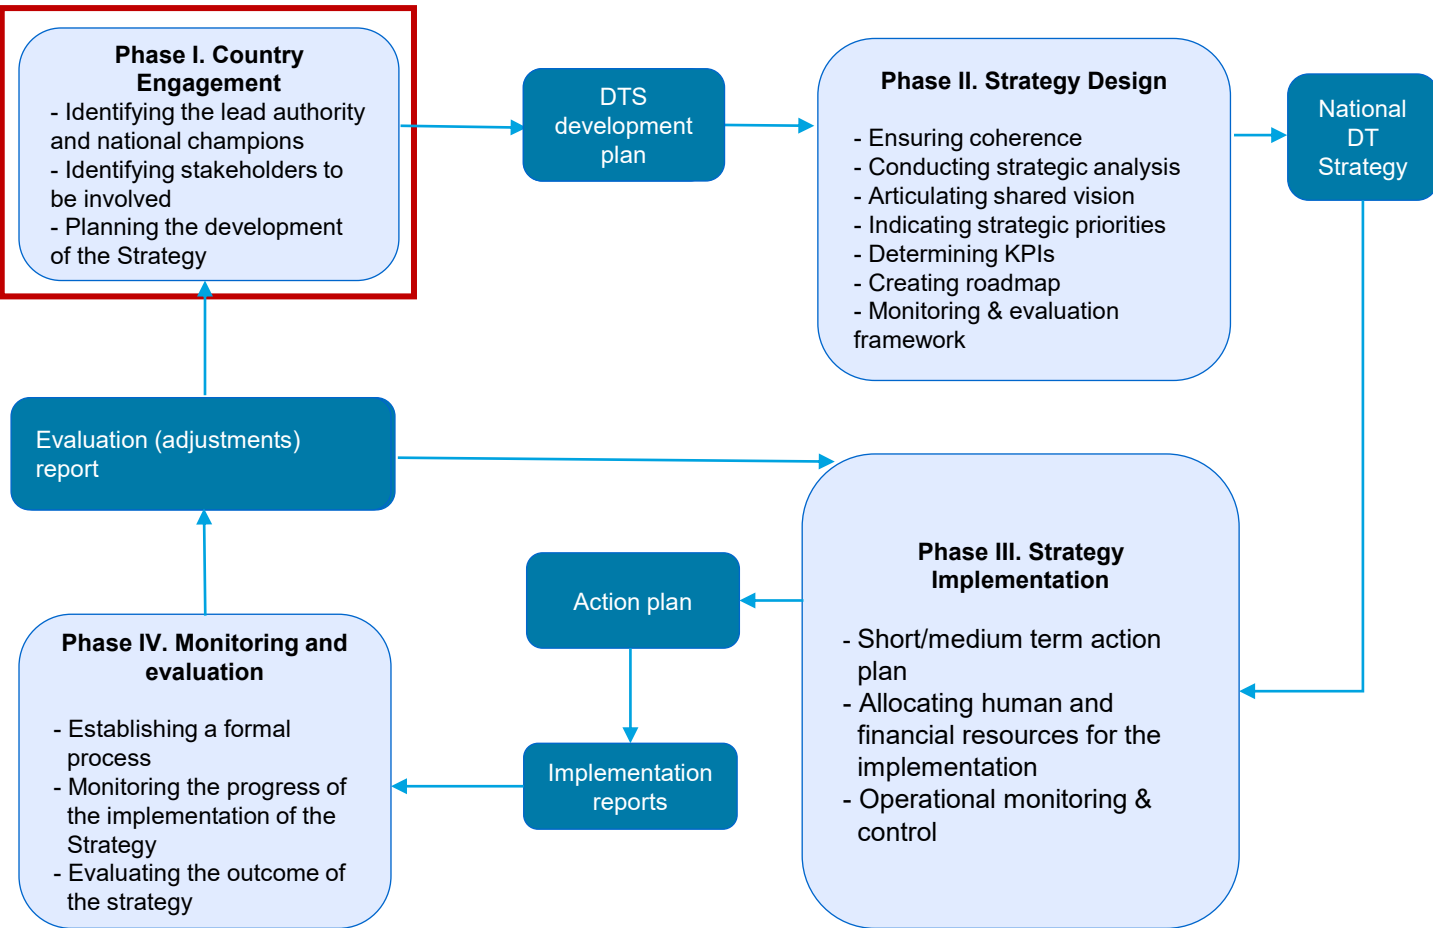 Phase I. Country
Engagement
- Identifying the lead authority
and national champions
- Identifying stakeholders to
be involved
- Planning the development
of the Strategy
DTS
development
plan
Phase II. Strategy Design
- Ensuring coherence
- Conducting strategic analysis
- Articulating shared vision
- Indicating strategic priorities
- Determining KPIs
- Creating roadmap
- Monitoring & evaluation
framework
National
DT
Strategy
Evaluation (adjustments)
report
Phase III. Strategy
Implementation
- Short/medium term action
plan
- Allocating human and
financial resources for the
implementation
- Operational monitoring &
control
Action plan
Implementation
reports
Phase IV. Monitoring and
evaluation
- Establishing a formal
process
- Monitoring the progress of
the implementation of the
Strategy
- Evaluating the outcome of
the strategy